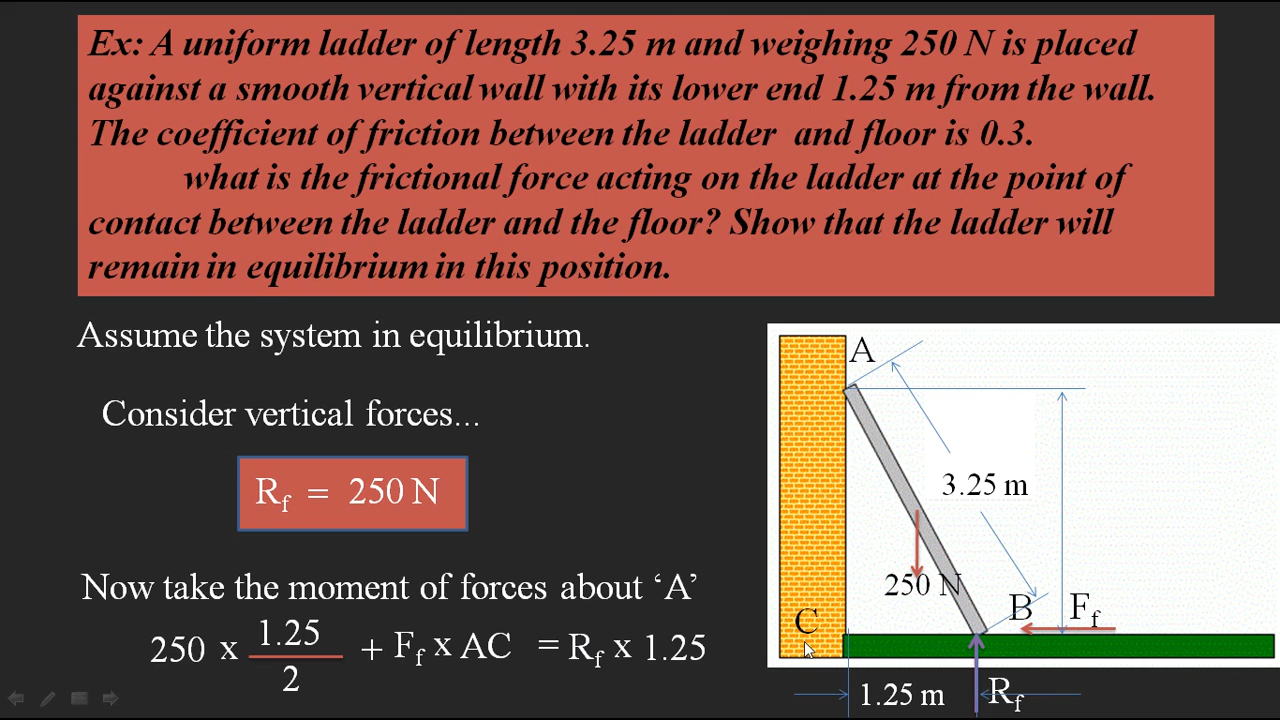 Ex: A uniform ladder of length 3.25 m and weighing 250 N is placed
against a smooth vertical wall with its lower end 1.25 m from the wall.
The coefficient of friction between the ladder and floor is 0.3.
what is the frictional force acting on the ladder at the point of
contact between the ladder and the floor? Show that the ladder will
remain in equilibrium in this position.
Assume the system in equilibrium.
Consider vertical forces...
R_f = 250 N
Now take the moment of forces about ‘A’
250 x 1.25/2 + F_f x AC = R_f x 1.25
A
3.25 m
250 N
C
B
F_f
1.25 m
R_f